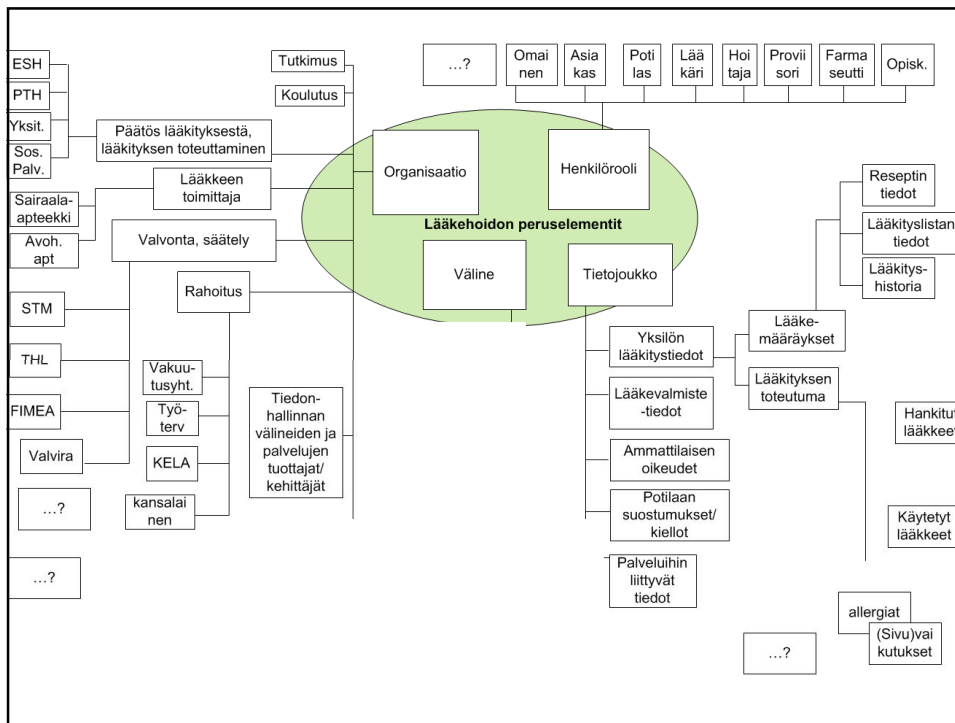 ESH
PTH
Yksit.
Sos.
Palv.
Sairaala-
apteekki
Avoh.
apt
Tutkimus
Koulutus
Päätös lääkityksestä,
lääkityksen toteuttaminen
Lääkkeen
toimittaja
Valvonta, säätely
Rahoitus
STM
THL
FIMEA
Valvira
...?
...?
Vakuu-
tusyht.
Työ-
terv
KELA
kansalai
nen
Tiedon-
hallinnan
välineiden ja
palvelujen
tuottajat/
kehittäjät
...?
Omai
nen
Asia
kas
Poti
las
Lää
käri
Hoi
taja
Provii
sori
Farma
seutti
Opisk.
Organisaatio
Henkilörooli
Lääkehoidon peruselementit
Väline
Tietojoukko
Yksilön
lääkitystiedot
Lääkevalmiste
-tiedot
Ammattilaisen
oikeudet
Potilaan
suostumukset/
kiellot
Palveluihin
liittyvät
tiedot
Lääke-
määräykset
Lääkityksen
toteutuma
Reseptin
tiedot
Lääkityslistan
tiedot
Lääkitys-
historia
Hankitut
lääkkeet
Käytetyt
lääkkeet
allergiat
(Sivu)vai
kutukset
...?